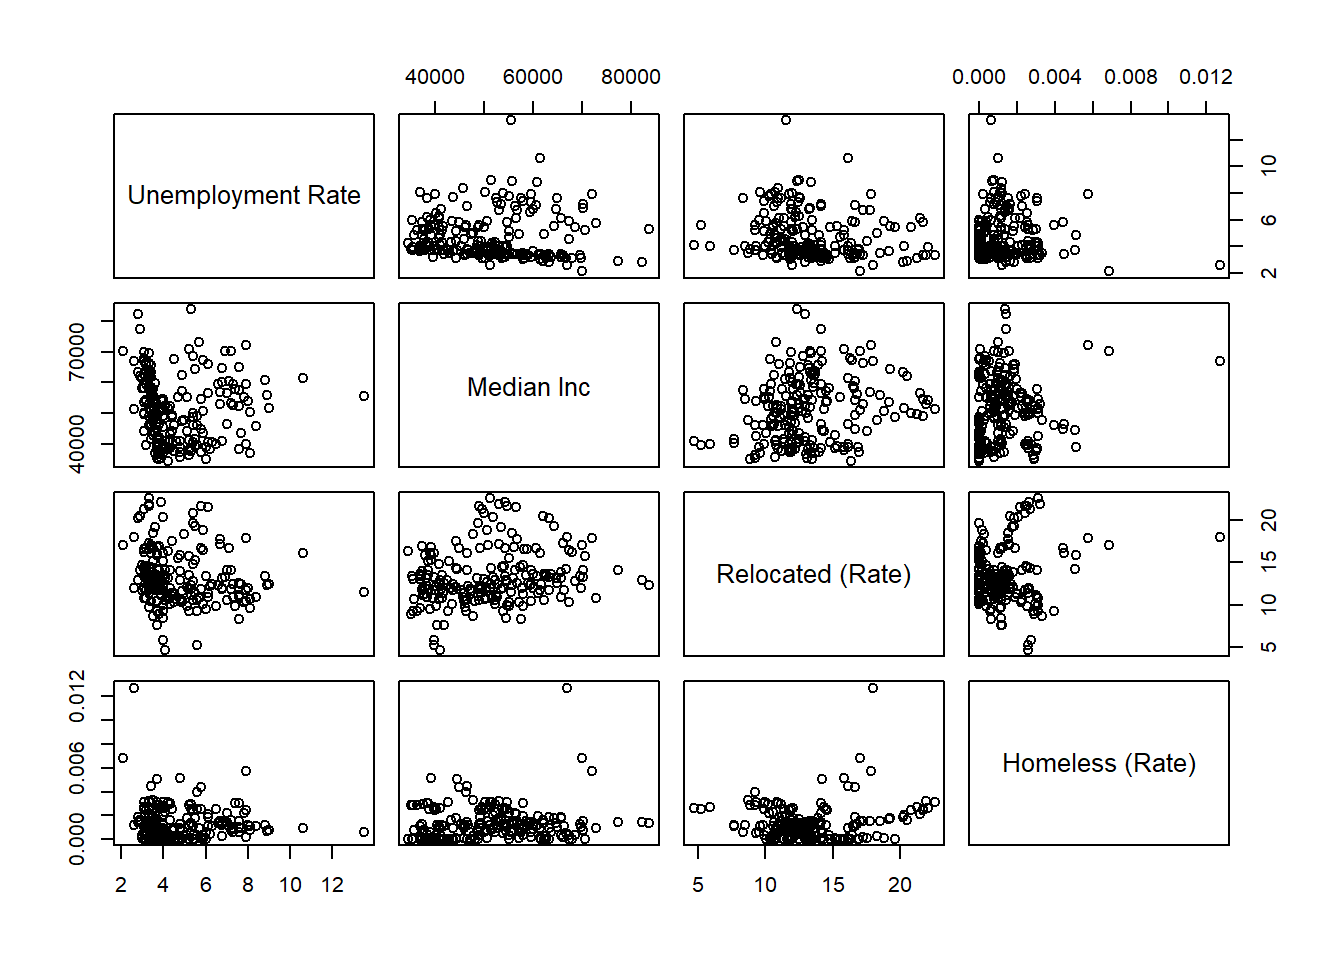 40000 60000 80000
0.000 0.004 0.008 0.012
Unemployment Rate
2 6 10
40000 70000
Median Inc
Relocated (Rate)
5 10 15 20
0.000 0.006 0.012
Homeless (Rate)
2 4 6 8 10 12
5 10 15 20